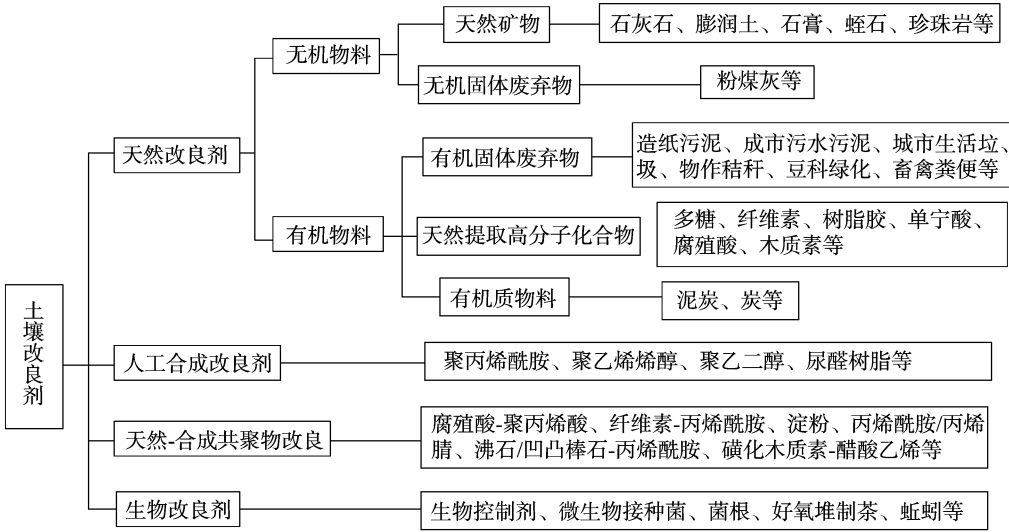 天然矿物
石灰石、膨润土、石膏、蛭石、珍珠岩等
无机物料
无机固体废弃物
粉煤灰等
天然改良剂
有机固体废弃物
造纸污泥、成市污水污泥、城市生活垃、
圾、物作秸秆、豆科绿化、畜禽粪便等
有机物料
天然提取高分子化合物
多糖、纤维素、树脂胶、单宁酸、
腐殖酸、木质素等
有机质物料
泥炭、炭等
土壤改良剂
人工合成改良剂
聚丙烯酰胺、聚乙烯烯醇、聚乙二醇、尿醛树脂等
天然-合成共聚物改良
腐殖酸-聚丙烯酸、纤维素-丙烯酰胺、淀粉、丙烯酰胺/丙烯
腈、沸石/凹凸棒石-丙烯酰胺、磺化木质素-醋酸乙烯等
生物改良剂
生物控制剂、微生物接种菌、菌根、好氧堆制茶、蚯蚓等